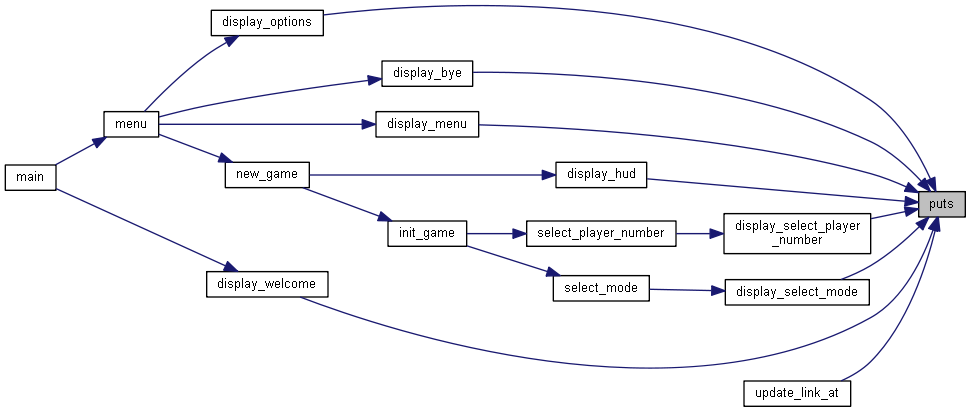 display_options
display_bye
menu
display_menu
main
new_game
display_hud
puts
init_game
select_player_number
display_select_player
_number
display_welcome
select_mode
display_select_mode
update_link_at